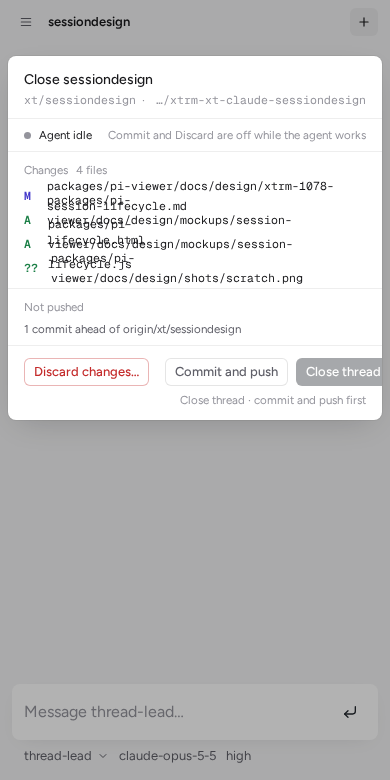 sessiondesign
Close sessiondesign
xt/sessiondesign · …/xtrm-xt-claude-sessiondesign
Agent idle Commit and Discard are off while the agent works
Changes 4 files
M packages/pi-viewer/docs/design/xtrm-1078-
session-lifecycle.md
A packages/pi-
viewer/docs/design/mockups/session-
lifecycle.html
A packages/pi-
viewer/docs/design/mockups/session-
lifecycle.js
?? packages/pi-
viewer/docs/design/shots/scratch.png
Not pushed
1 commit ahead of origin/xt/sessiondesign
Discard changes… Commit and push Close thread
Close thread · commit and push first
Message thread-lead…
thread-lead claude-opus-5-5 high